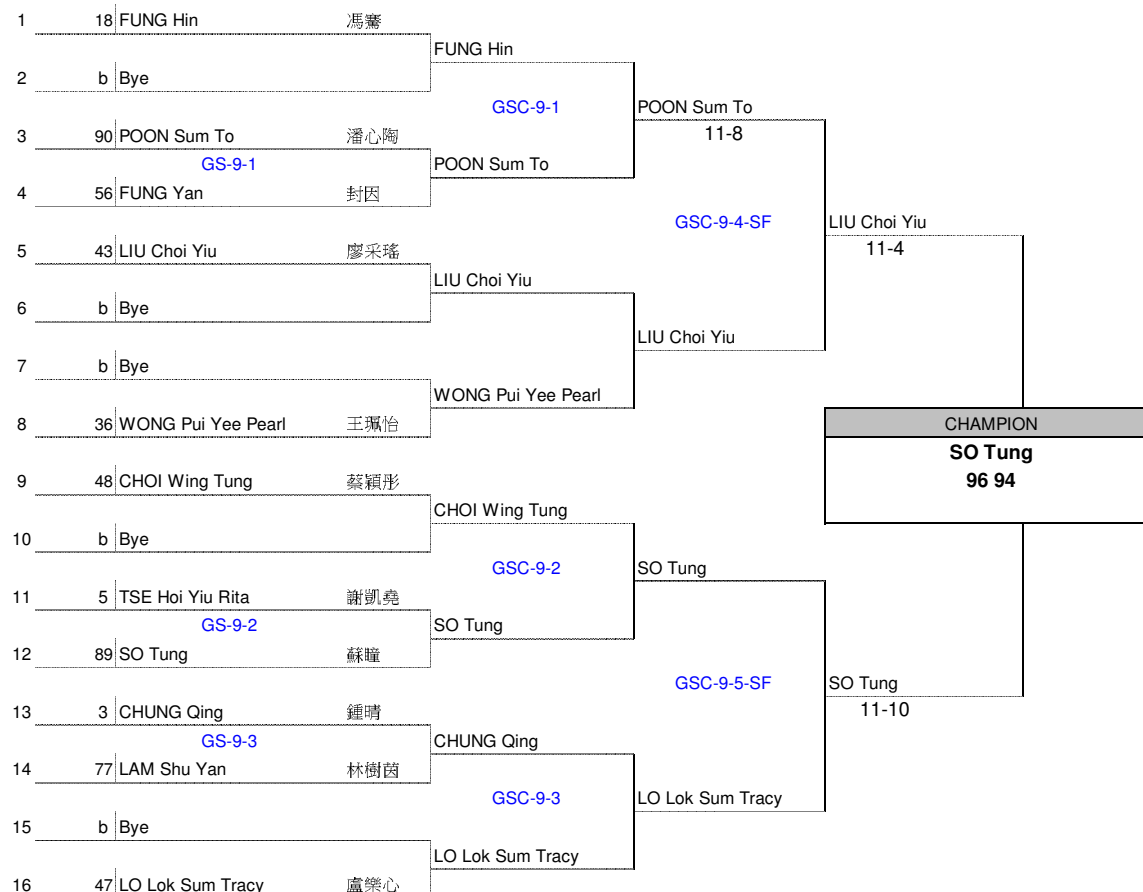 1 18 FUNG Hin 馮騫
FUNG Hin
2 b Bye
GSC-9-1 POON Sum To
3 90 POON Sum To 潘心陶 11-8
GS-9-1 POON Sum To
4 56 FUNG Yan 封因
GSC-9-4-SF LIU Choi Yiu
5 43 LIU Choi Yiu 廖采瑤 11-4
LIU Choi Yiu
6 b Bye
LIU Choi Yiu
7 b Bye
WONG Pui Yee Pearl
8 36 WONG Pui Yee Pearl 王珮怡 CHAMPION
SO Tung
9 48 CHOI Wing Tung 蔡穎彤 96 94
CHOI Wing Tung
10 b Bye
GSC-9-2 SO Tung
11 5 TSE Hoi Yiu Rita 謝凱堯
GS-9-2 SO Tung
12 89 SO Tung 蘇瞳
GSC-9-5-SF SO Tung
13 3 CHUNG Qing 鍾晴 11-10
GS-9-3 CHUNG Qing
14 77 LAM Shu Yan 林樹茵
GSC-9-3 LO Lok Sum Tracy
15 b Bye
LO Lok Sum Tracy
16 47 LO Lok Sum Tracy 盧樂心